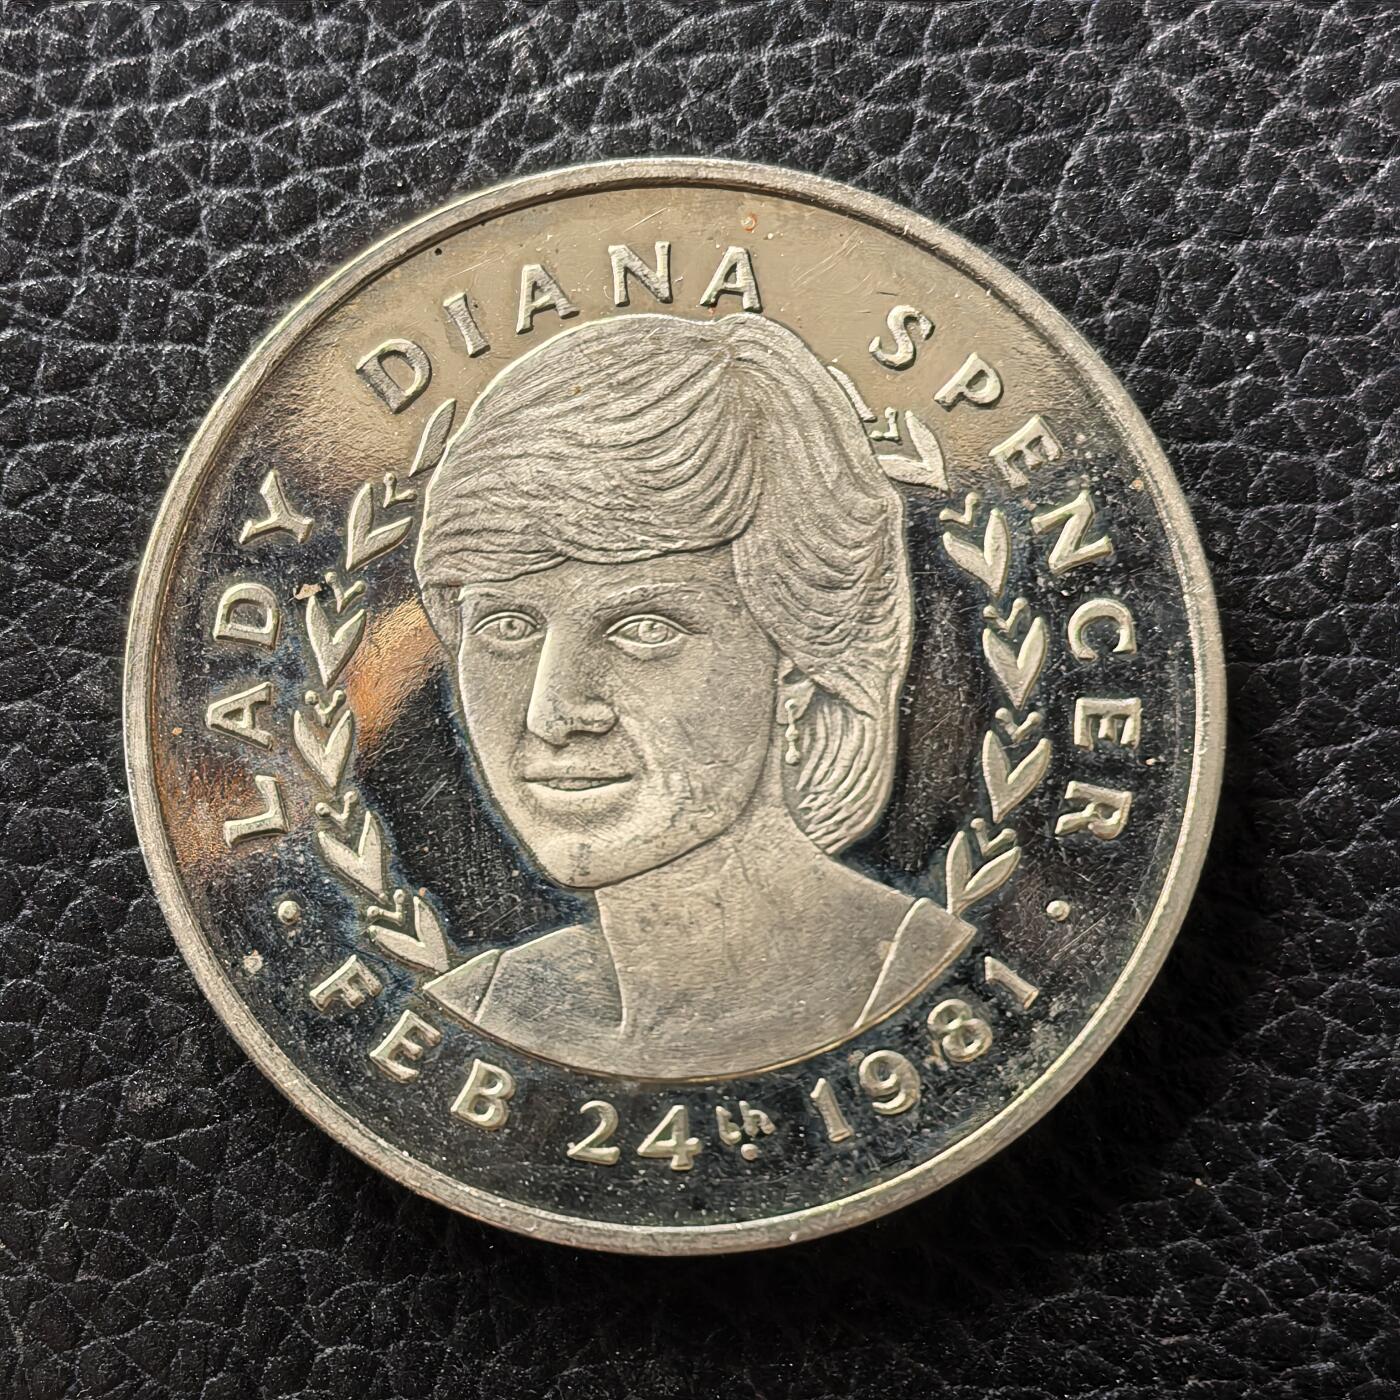 LADY DIANA SPENCER
• FEB 24th 1981 •